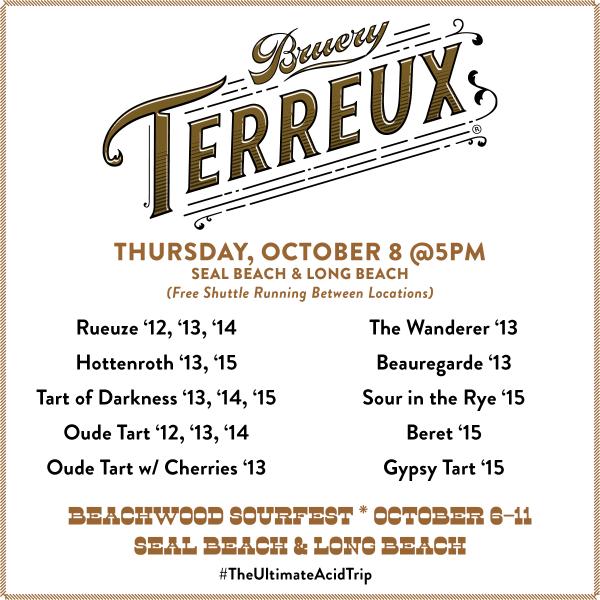 Bruery
TERREUX®
THURSDAY, OCTOBER 8 @5PM
SEAL BEACH & LONG BEACH
(Free Shuttle Running Between Locations)
Rueuze ‘12, ‘13, ‘14
Hottenroth ‘13, ‘15
Tart of Darkness ‘13, ‘14, ‘15
Oude Tart ‘12, ‘13, ‘14
Oude Tart w/ Cherries ‘13
The Wanderer ‘13
Beauregarde ‘13
Sour in the Rye ‘15
Beret ‘15
Gypsy Tart ‘15
BEACHWOOD SOURFEST * OCTOBER 6–11
SEAL BEACH & LONG BEACH
#TheUltimateAcidTrip